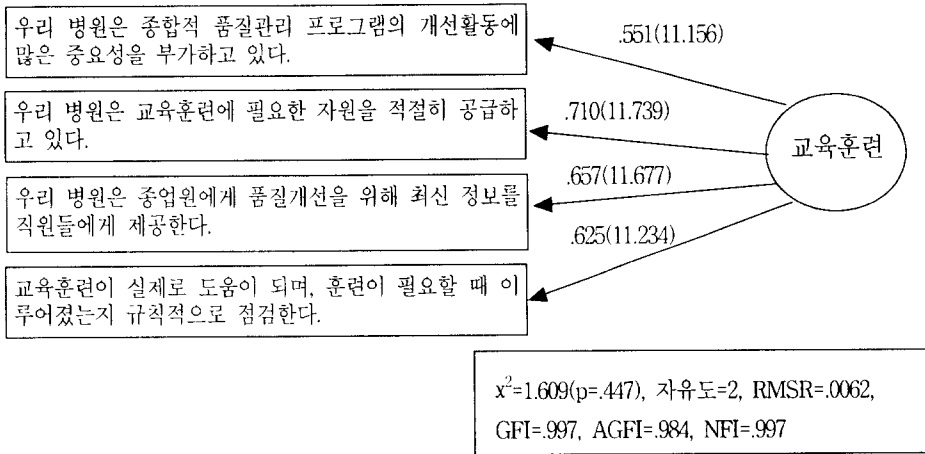 우리 병원은 종합적 품질관리 프로그램의 개선활동에
많은 중요성을 부가하고 있다.
.551(11.156)
우리 병원은 교육훈련에 필요한 자원을 적절히 공급하
고 있다.
.710(11.739)
교육훈련
.657(11.677)
우리 병원은 종업원에게 품질개선을 위해 최신 정보를
직원들에게 제공한다.
.625(11.234)
교육훈련이 실제로 도움이 되며, 훈련이 필요할 때 이
루어졌는지 규칙적으로 점검한다.
x²=1.609(p=.447), 자유도=2, RMSR=.0062,
GFI=.997, AGFI=.984, NFI=.997